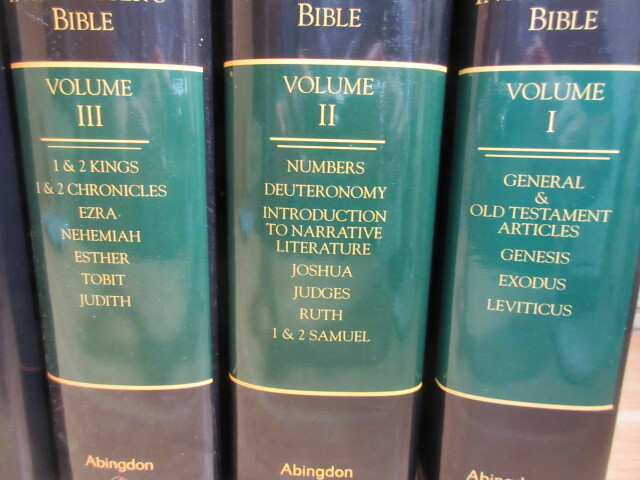 BIBLE
VOLUME
III
1 & 2 KINGS
1 & 2 CHRONICLES
EZRA
NEHEMIAH
ESTHER
TOBIT
JUDITH
Abingdon
BIBLE
VOLUME
II
NUMBERS
DEUTERONOMY
INTRODUCTION
TO NARRATIVE
LITERATURE
JOSHUA
JUDGES
RUTH
1 & 2 SAMUEL
Abingdon
BIBLE
VOLUME
I
GENERAL
&
OLD TESTAMENT
ARTICLES
GENESIS
EXODUS
LEVITICUS
Abingdon